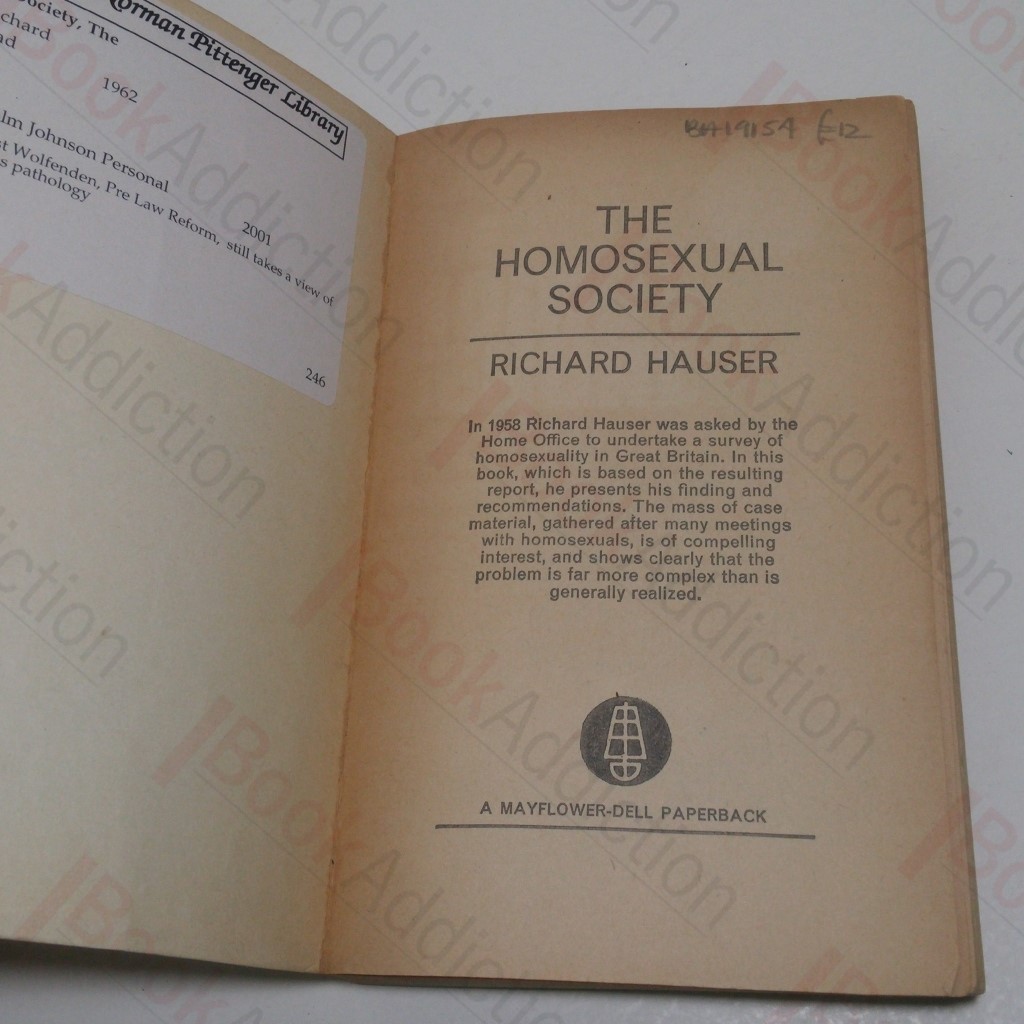 ociety, The
orman Pittenger Library
chard
1962
lm Johnson Personal
2001
st Wolfenden, Pre Law Reform, still takes a view of
s pathology
246
BA19154 £12
THE
HOMOSEXUAL
SOCIETY
RICHARD HAUSER
In 1958 Richard Hauser was asked by the
Home Office to undertake a survey of
homosexuality in Great Britain. In this
book, which is based on the resulting
report, he presents his finding and
recommendations. The mass of case
material, gathered after many meetings
with homosexuals, is of compelling
interest, and shows clearly that the
problem is far more complex than is
generally realized.
A MAYFLOWER-DELL PAPERBACK
BookAddiction